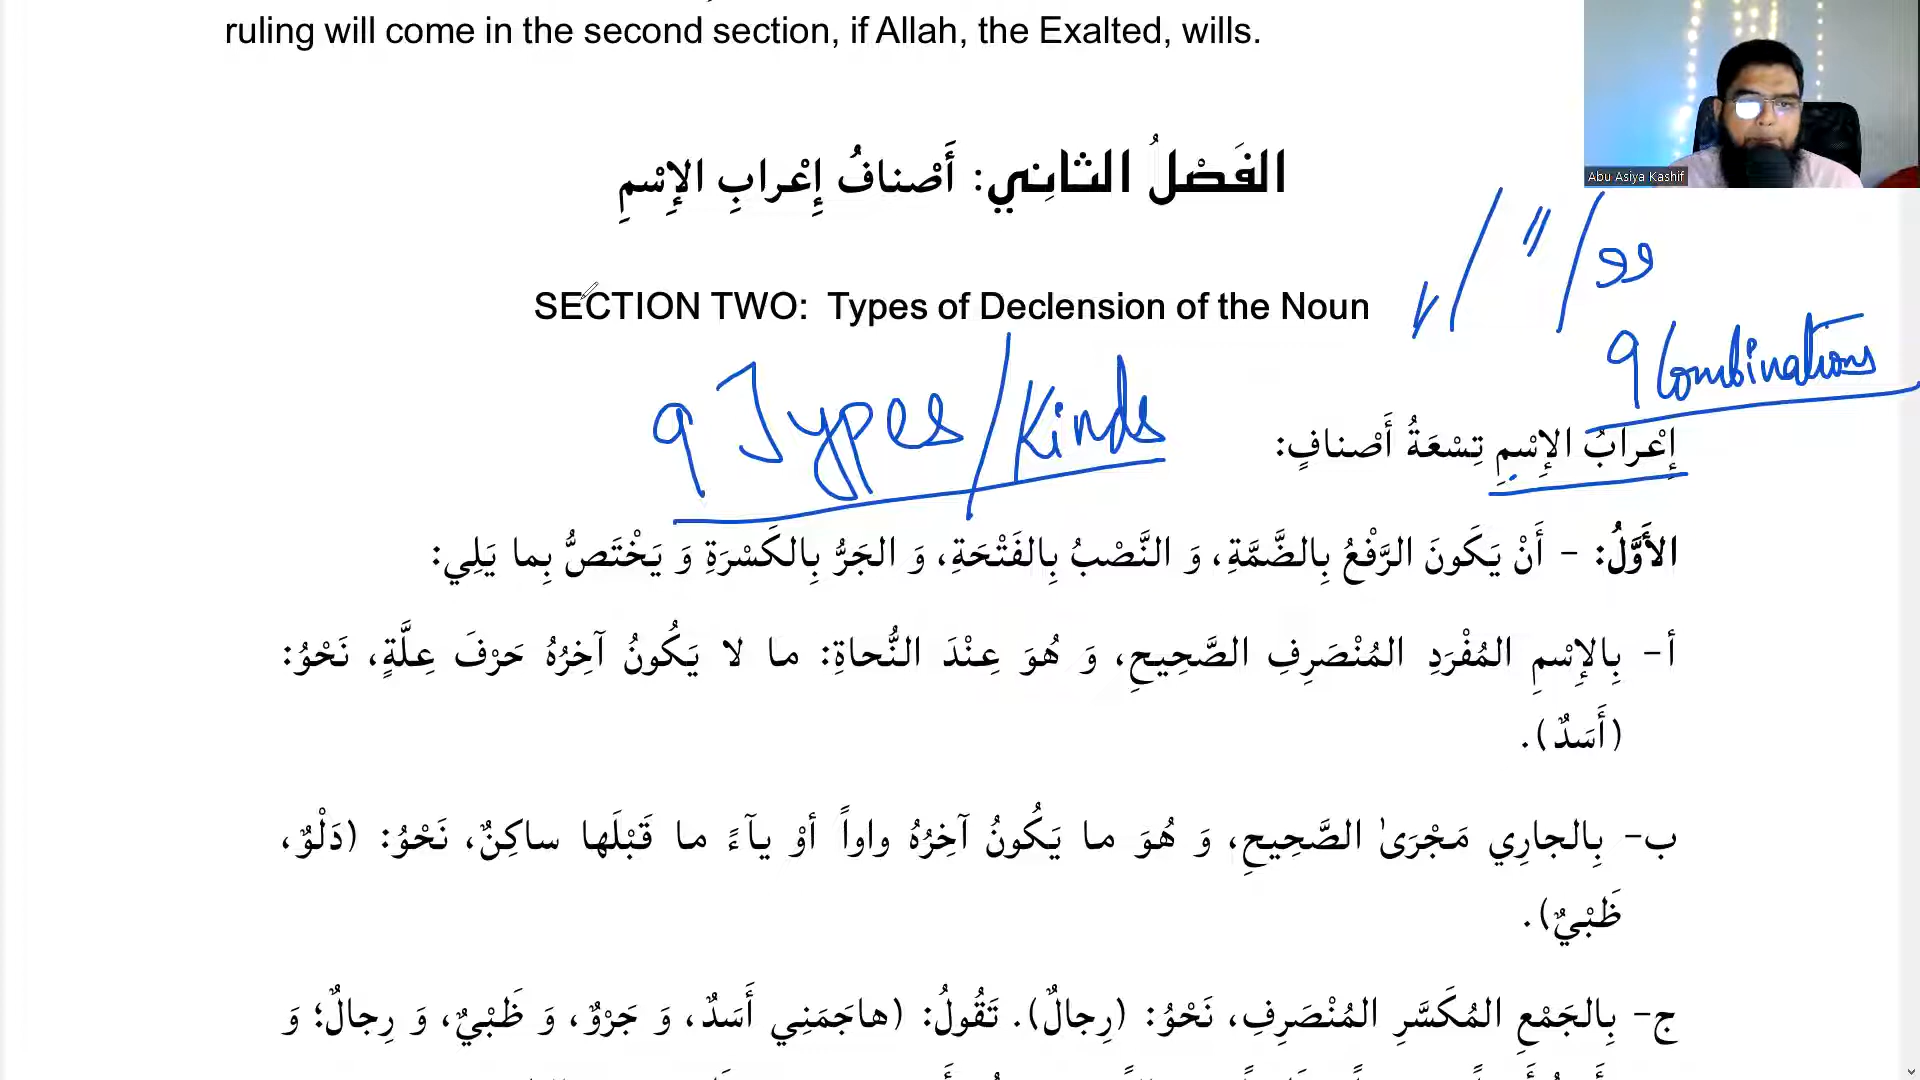 ruling will come in the second section, if Allah, the Exalted, wills.
Abu Asiya Kashif
الفَصْلُ الثانِي: أَصْنافُ إِعْرابِ الإِسْمِ
SECTION TWO: Types of Declension of the Noun
9 Combinations
9 Types/Kinds
إِعْرابُ الإِسْمِ تِسْعَةُ أَصْنافٍ:
الأَوَّلُ: - أَنْ يَكُونَ الرَّفْعُ بِالضَّمَّةِ، وَ النَّصْبُ بِالفَتْحَةِ، وَ الجَرُّ بِالكَسْرَةِ وَ يَخْتَصُّ بِما يَلِي:
أ- بِالإِسْمِ المُفْرَدِ المُنْصَرِفِ الصَّحِيحِ، وَ هُوَ عِنْدَ النُّحاةِ: ما لا يَكُونُ آخِرُهُ حَرْفَ عِلَّةٍ، نَحْوُ:
(أَسَدٌ).
ب- بِالجارِي مَجْرَىٰ الصَّحِيحِ، وَ هُوَ ما يَكُونُ آخِرُهُ واواً أوْ يآءً ما قَبْلَها ساكِنٌ، نَحْوُ: (دَلْوٌ،
ظَبْيٌ).
ج- بِالجَمْعِ المُكَسَّرِ المُنْصَرِفِ، نَحْوُ: (رِجالٌ). تَقُولُ: (هاجَمَنِي أَسَدٌ، وَ جَرْوٌ، وَ ظَبْيٌ، وَ رِجالٌ؛ وَ